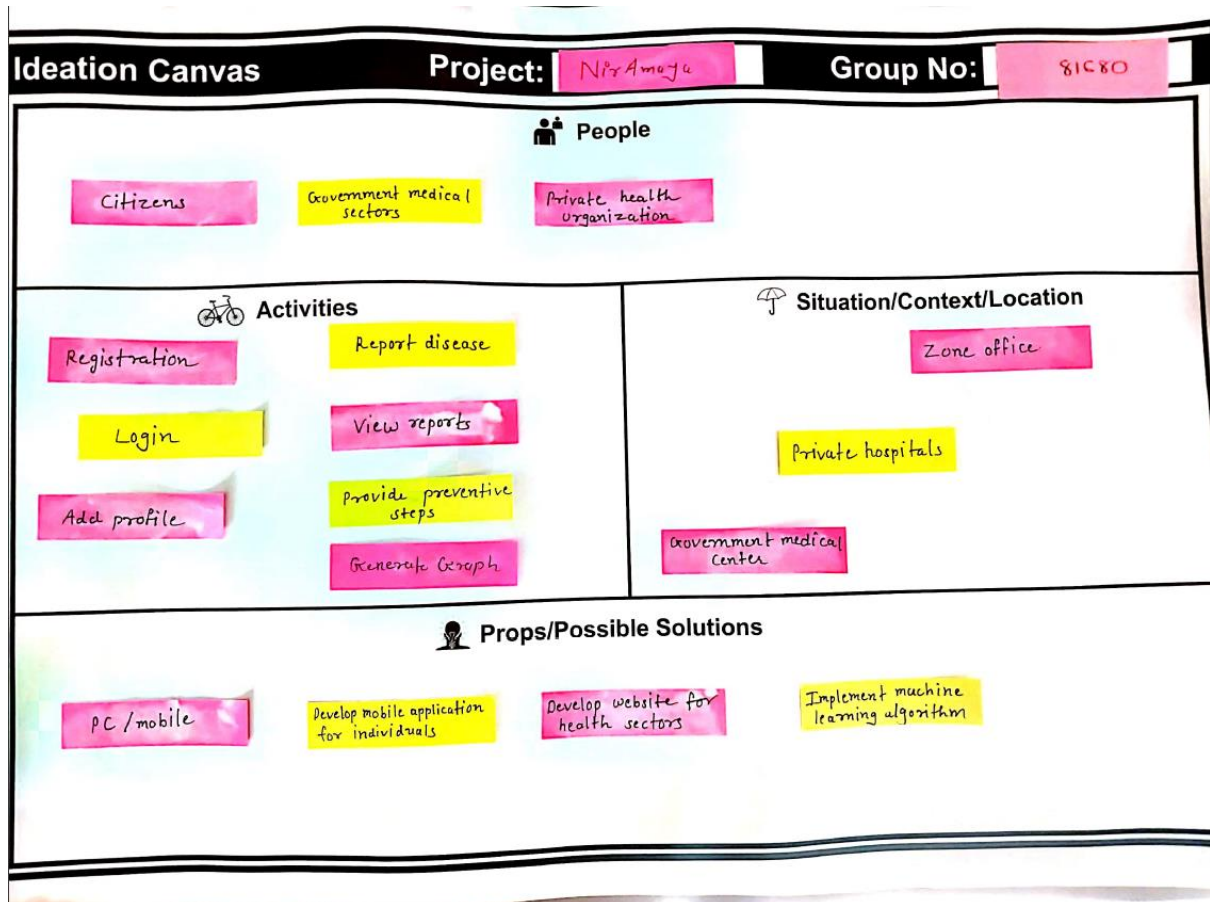 Ideation Canvas Project: NirAmaya Group No: 81680
People
Citizens
Government medical
sectors
Private health
organization
Activities
Registration
Login
Add profile
Report disease
View reports
Provide preventive
steps
Generate Graph
Situation/Context/Location
Zone office
Private hospitals
Government medical
Center
Props/Possible Solutions
PC/mobile
Develop mobile application
for individuals
Develop website for
health sectors
Implement machine
learning algorithm